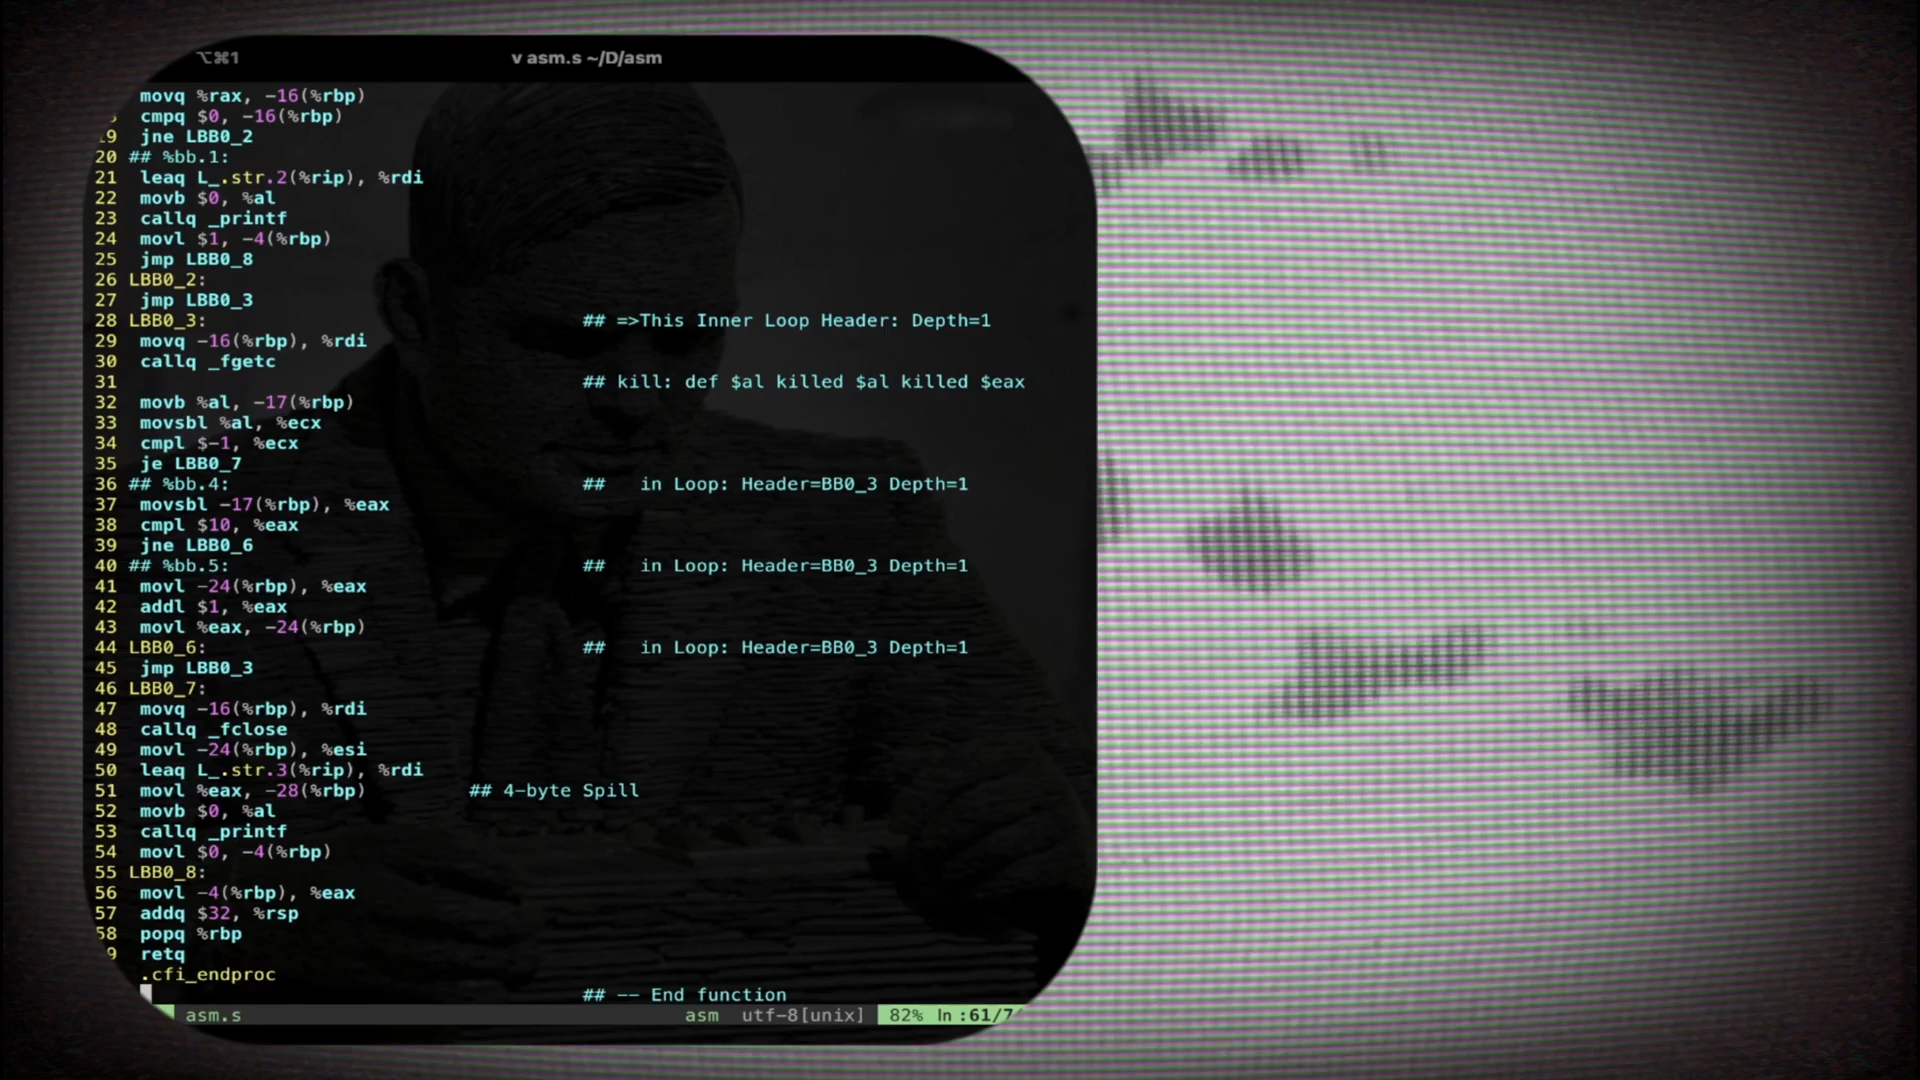 ⌥⌘1 v asm.s ~/D/asm
movq %rax, -16(%rbp)
cmpq $0, -16(%rbp)
19 jne LBB0_2
20 ## %bb.1:
21 leaq L_.str.2(%rip), %rdi
22 movb $0, %al
23 callq _printf
24 movl $1, -4(%rbp)
25 jmp LBB0_8
26 LBB0_2:
27 jmp LBB0_3
28 LBB0_3: ## =>This Inner Loop Header: Depth=1
29 movq -16(%rbp), %rdi
30 callq _fgetc
31 ## kill: def $al killed $al killed $eax
32 movb %al, -17(%rbp)
33 movsbl %al, %ecx
34 cmpl $-1, %ecx
35 je LBB0_7
36 ## %bb.4: ## in Loop: Header=BB0_3 Depth=1
37 movsbl -17(%rbp), %eax
38 cmpl $10, %eax
39 jne LBB0_6
40 ## %bb.5: ## in Loop: Header=BB0_3 Depth=1
41 movl -24(%rbp), %eax
42 addl $1, %eax
43 movl %eax, -24(%rbp)
44 LBB0_6: ## in Loop: Header=BB0_3 Depth=1
45 jmp LBB0_3
46 LBB0_7:
47 movq -16(%rbp), %rdi
48 callq _fclose
49 movl -24(%rbp), %esi
50 leaq L_.str.3(%rip), %rdi
51 movl %eax, -28(%rbp) ## 4-byte Spill
52 movb $0, %al
53 callq _printf
54 movl $0, -4(%rbp)
55 LBB0_8:
56 movl -4(%rbp), %eax
57 addq $32, %rsp
58 popq %rbp
9 retq
.cfi_endproc
## -- End function
asm.s asm utf-8[unix] 82% ln :61/7